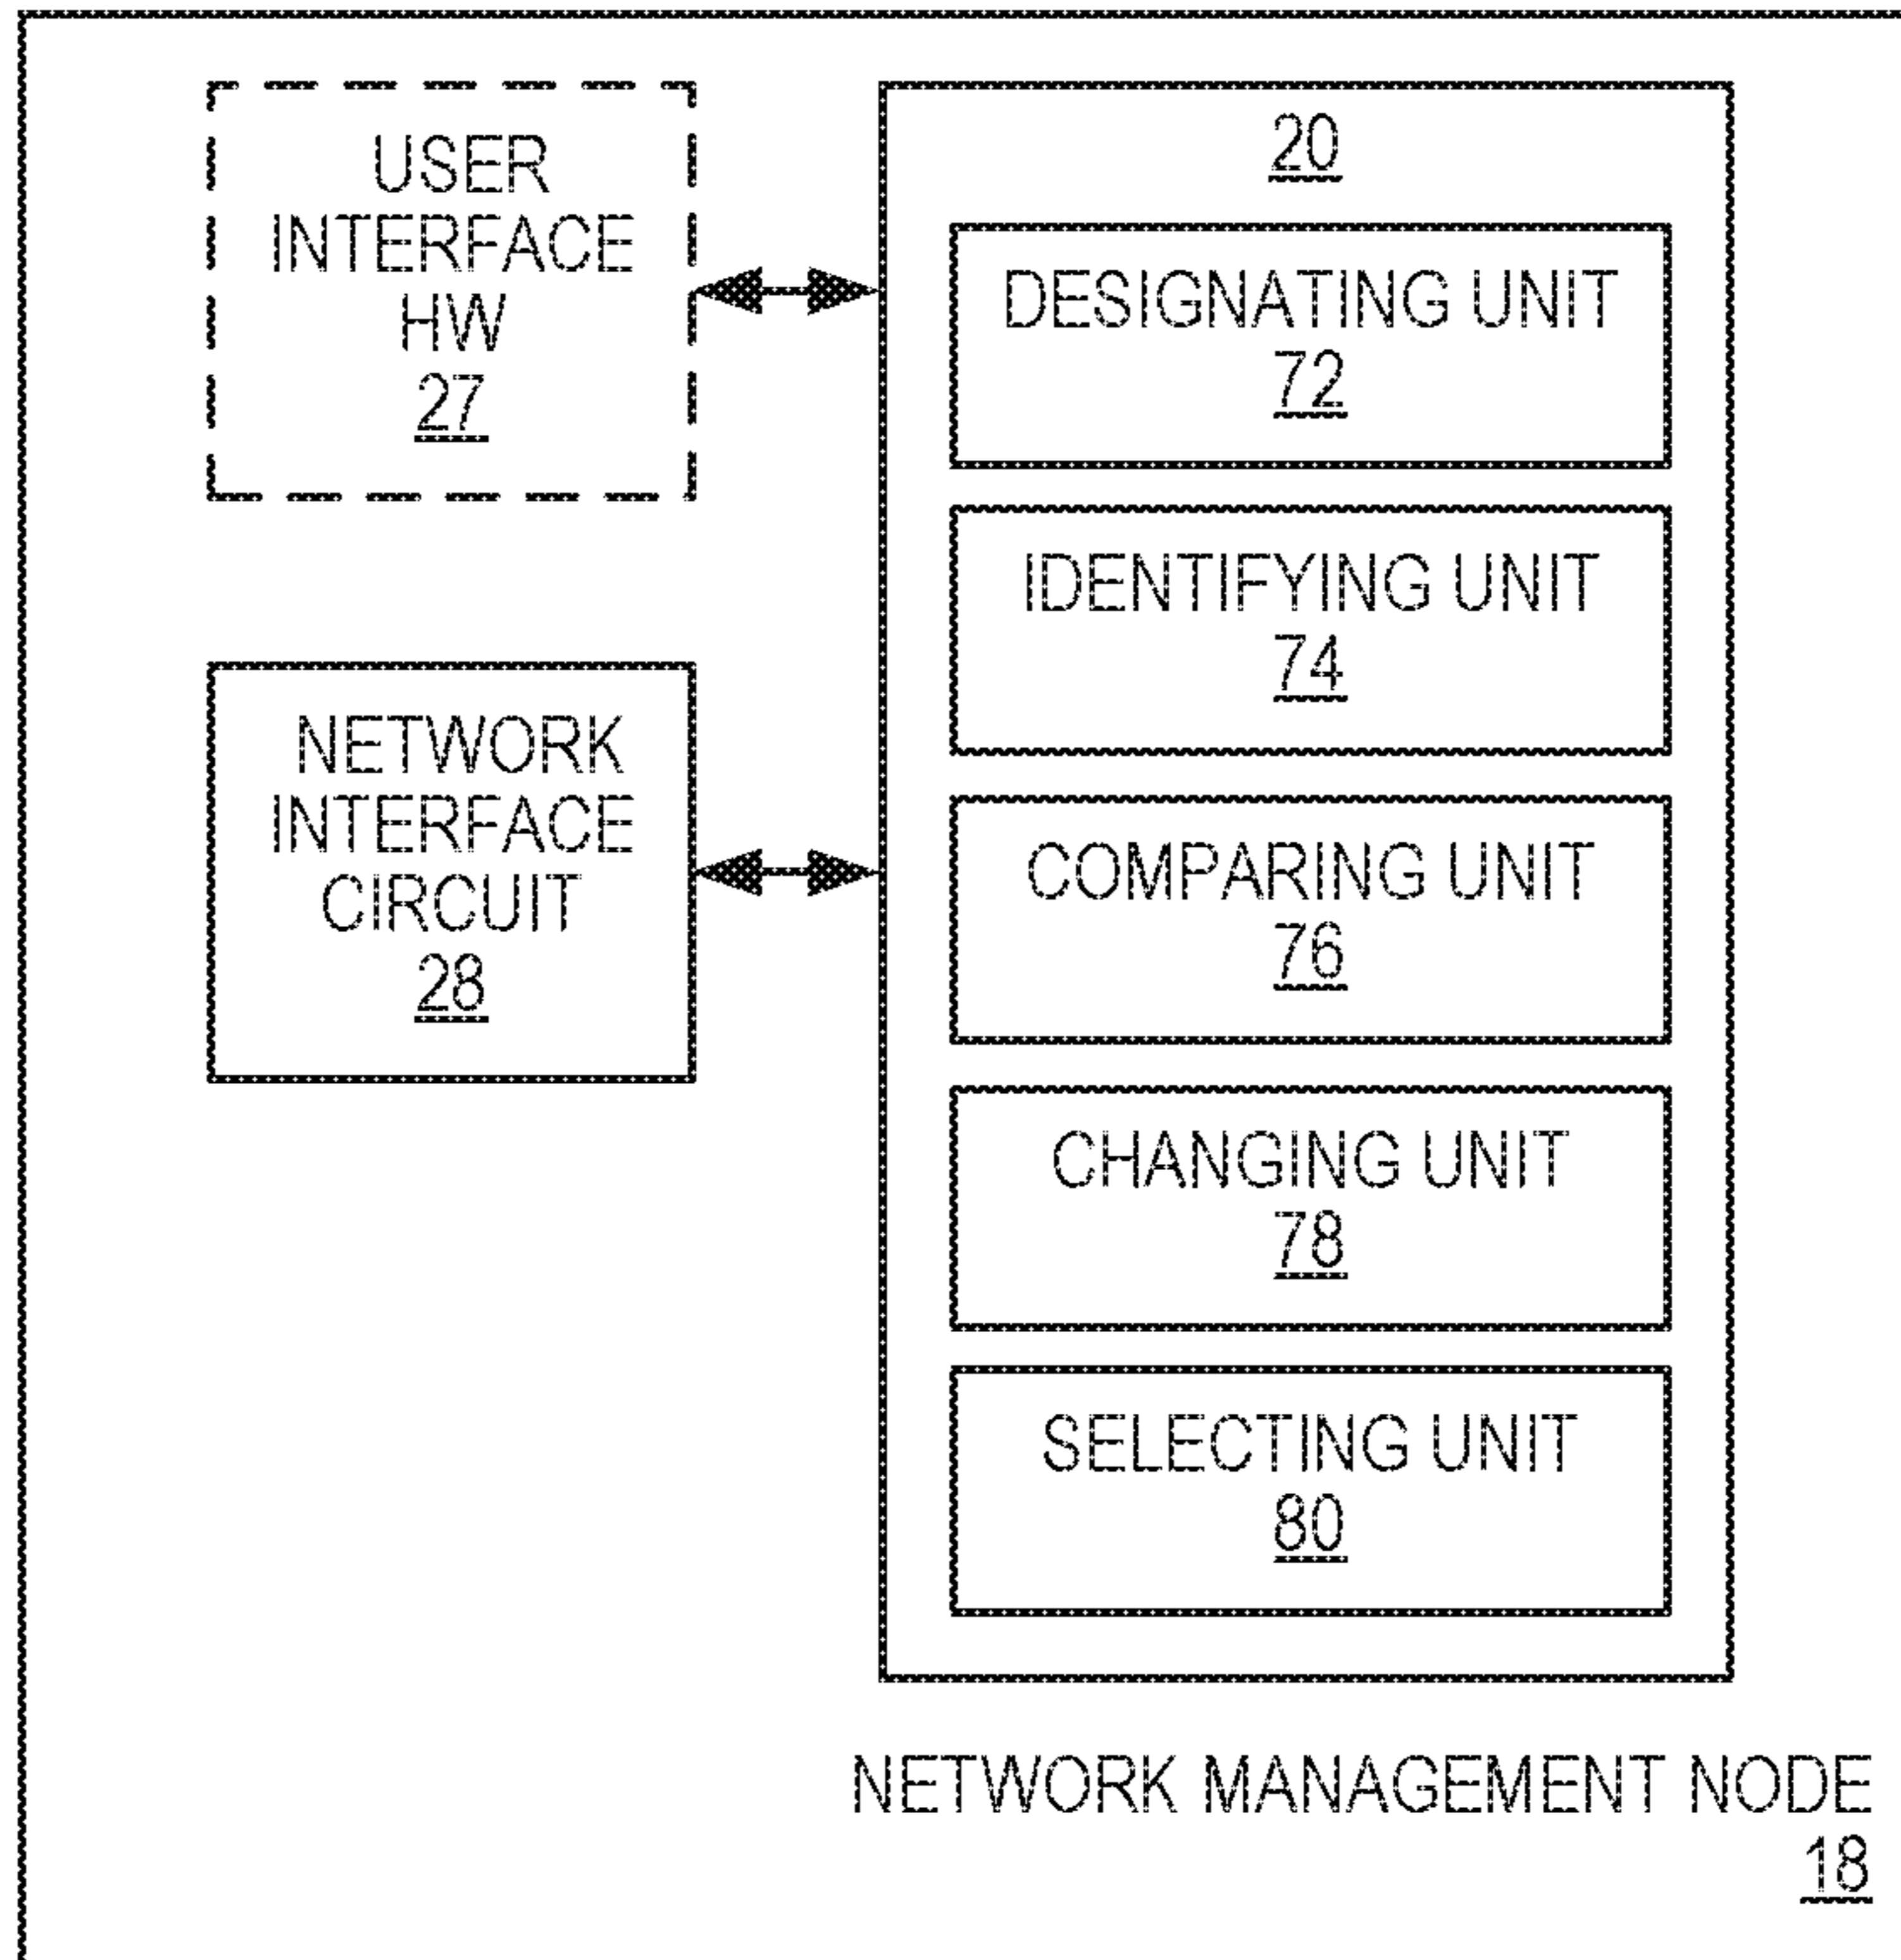 USER
INTERFACE
HW
27
NETWORK
INTERFACE
CIRCUIT
28
20
DESIGNATING UNIT
72
IDENTIFYING UNIT
74
COMPARING UNIT
76
CHANGING UNIT
78
SELECTING UNIT
80
NETWORK MANAGEMENT NODE
18